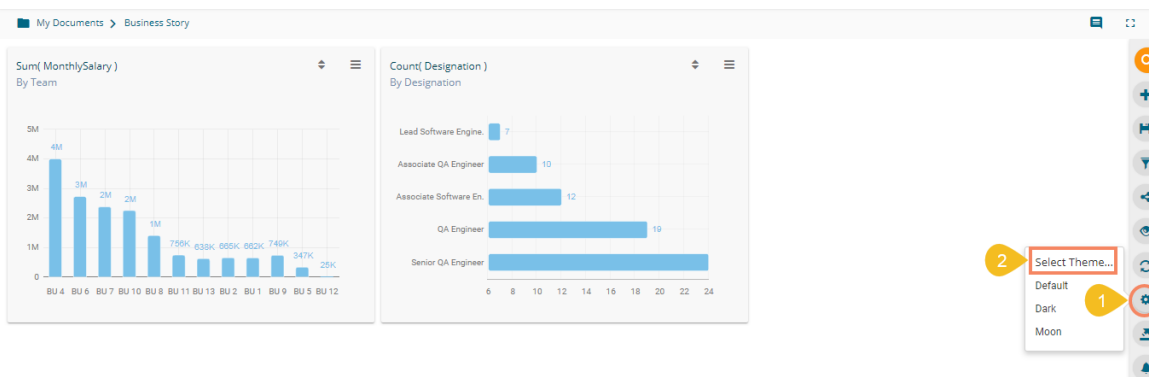 My Documents > Business Story
Sum( MonthlySalary )
By Team
5M
4M
3M
2M
1M
0
4M
3M
2M
2M
1M
756K
638K
665K
662K
749K
347K
25K
BU 4 BU 6 BU 7 BU 10 BU 8 BU 11 BU 13 BU 2 BU 1 BU 9 BU 5 BU 12
Count( Designation )
By Designation
Lead Software Engine. 7
Associate QA Engineer 10
Associate Software En. 12
QA Engineer 19
Senior QA Engineer
6 8 10 12 14 16 18 20 22 24
2
Select Theme...
Default
Dark
Moon
1